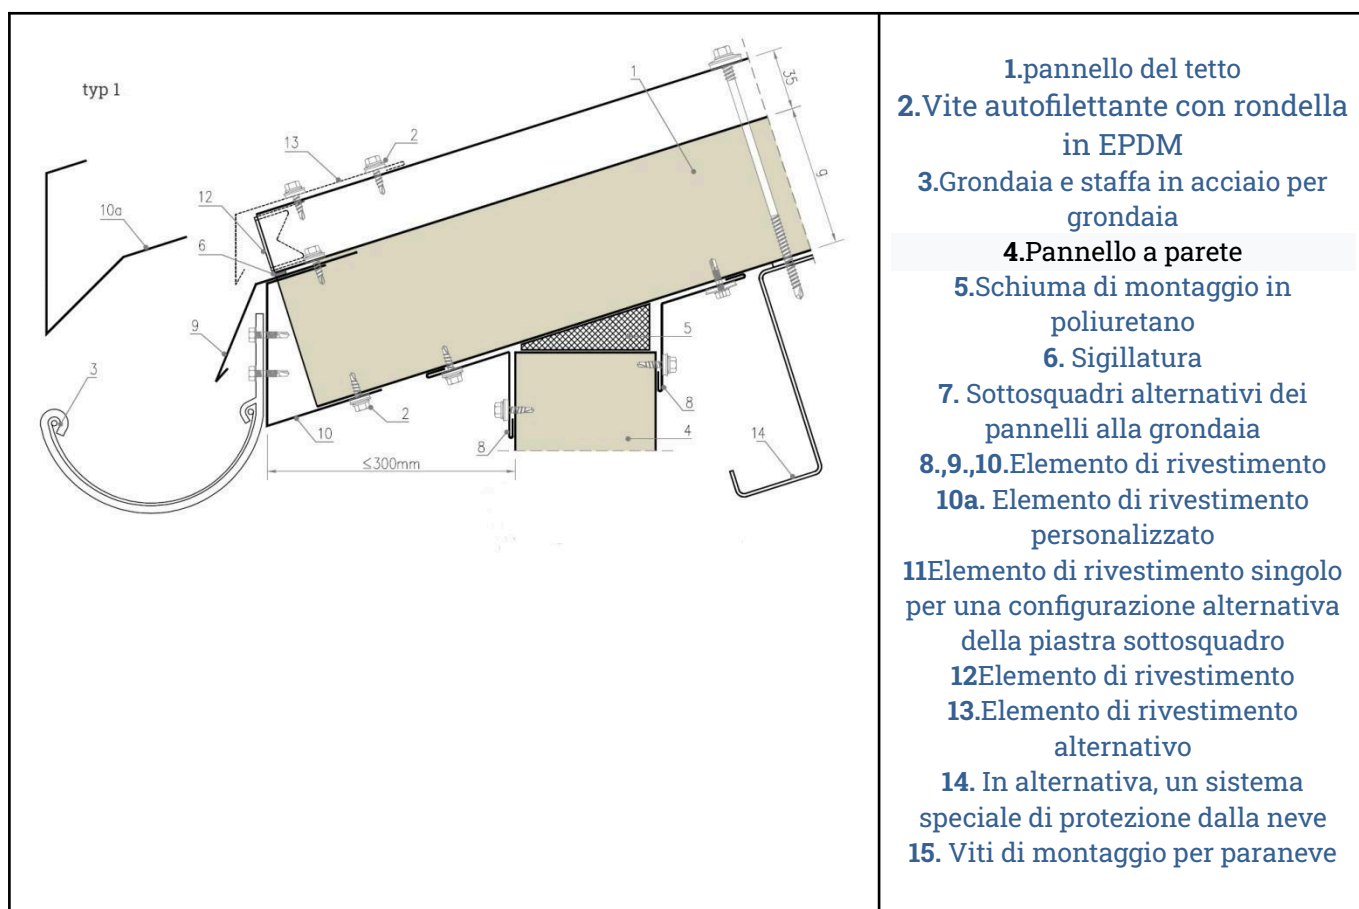 typ 1
1
35
13
2
12
10a
g
6
9
5
3
8
2
10
8
4
14
≤300mm
1.pannello del tetto
2.Vite autofilettante con rondella
in EPDM
3.Grondaia e staffa in acciaio per
grondaia
4.Pannello a parete
5.Schiuma di montaggio in
poliuretano
6. Sigillatura
7. Sottosquadri alternativi dei
pannelli alla grondaia
8.,9.,10.Elemento di rivestimento
10a. Elemento di rivestimento
personalizzato
11Elemento di rivestimento singolo
per una configurazione alternativa
della piastra sottosquadro
12Elemento di rivestimento
13.Elemento di rivestimento
alternativo
14. In alternativa, un sistema
speciale di protezione dalla neve
15. Viti di montaggio per paraneve